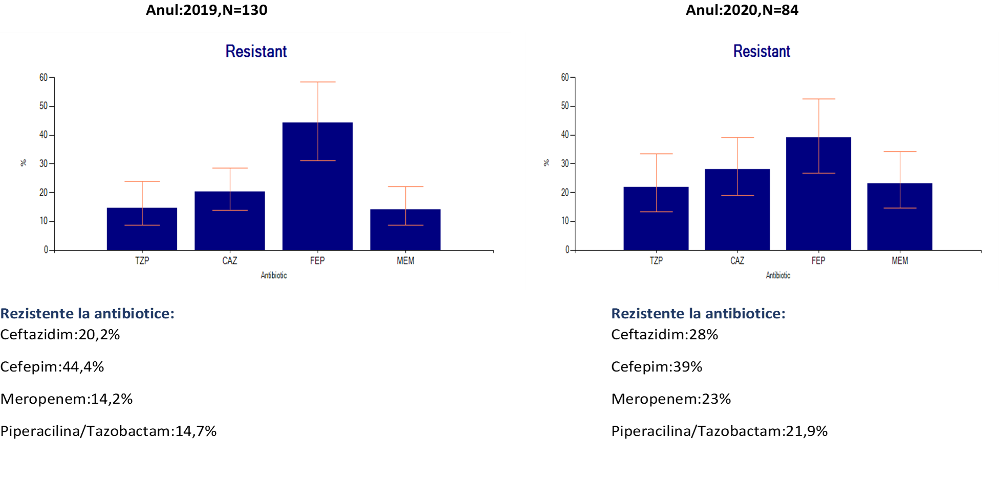 Anul:2019,N=130
Resistant
60
50
40
30
20
10
0
%
TZP CAZ FEP MEM
Antibiotic
Rezistente la antibiotice:
Ceftazidim:20,2%
Cefepim:44,4%
Meropenem:14,2%
Piperacilina/Tazobactam:14,7%
Anul:2020,N=84
Resistant
60
50
40
30
20
10
0
%
TZP CAZ FEP MEM
Antibiotic
Rezistente la antibiotice:
Ceftazidim:28%
Cefepim:39%
Meropenem:23%
Piperacilina/Tazobactam:21,9%